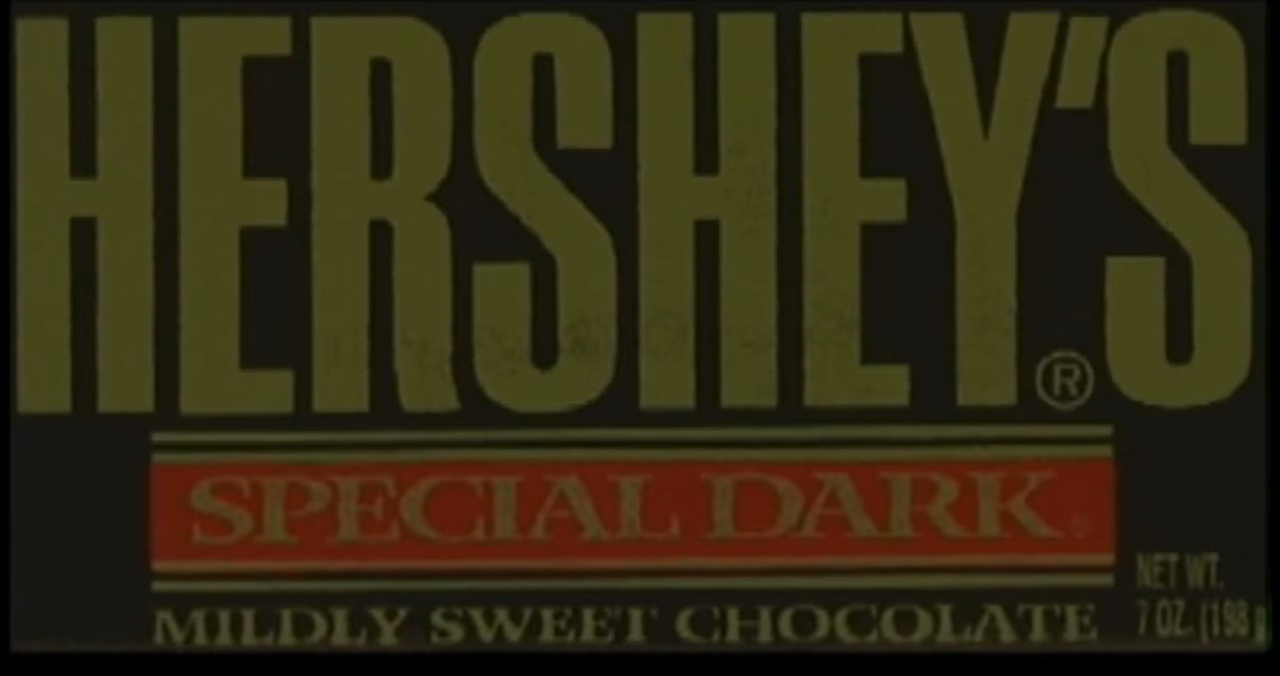 HERSHEY'S®
SPECIAL DARK®
MILDLY SWEET CHOCOLATE
NET WT.
7 OZ. (198 g